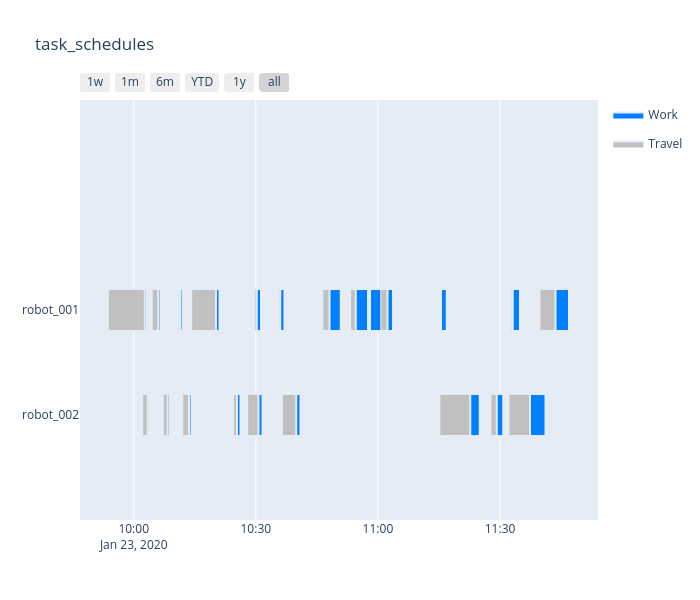 task_schedules
1w 1m 6m YTD 1y all
Work
Travel
robot_001
robot_002
10:00 10:30 11:00 11:30
Jan 23, 2020